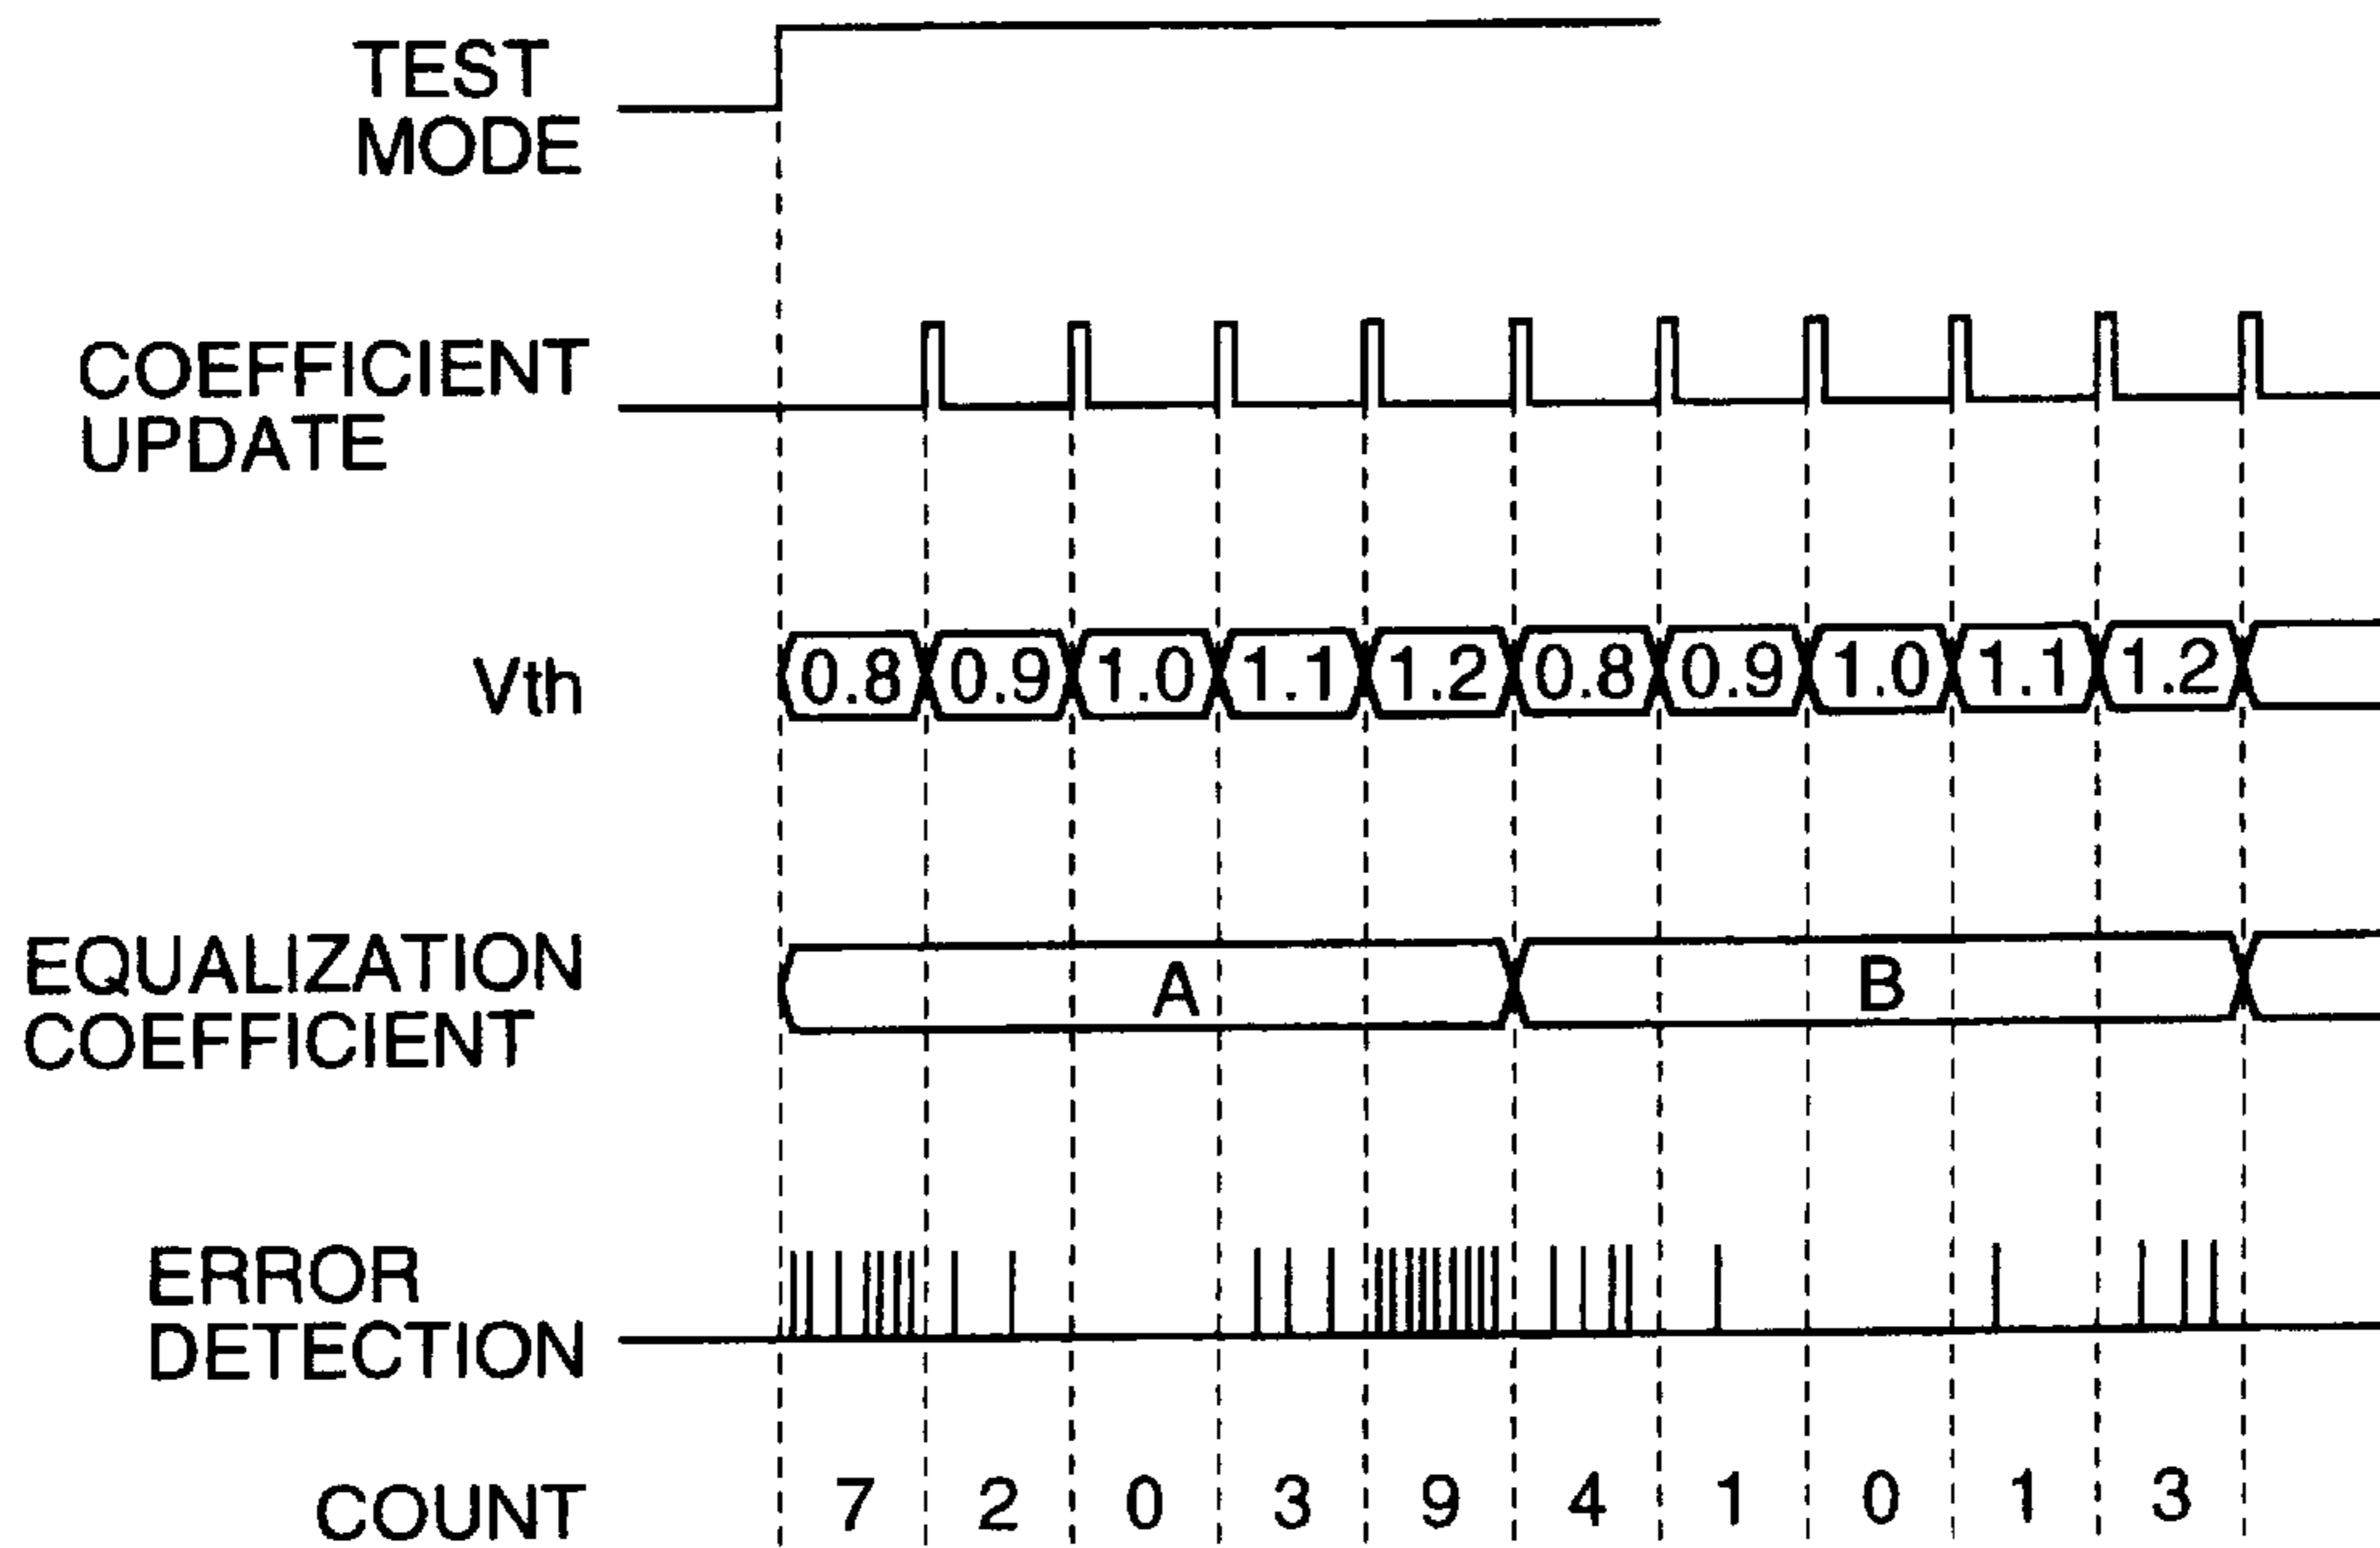 TEST
MODE
COEFFICIENT
UPDATE
Vth 0.8 0.9 1.0 1.1 1.2 0.8 0.9 1.0 1.1 1.2
EQUALIZATION
COEFFICIENT
A B
ERROR
DETECTION
COUNT 7 2 0 3 9 4 1 0 1 3